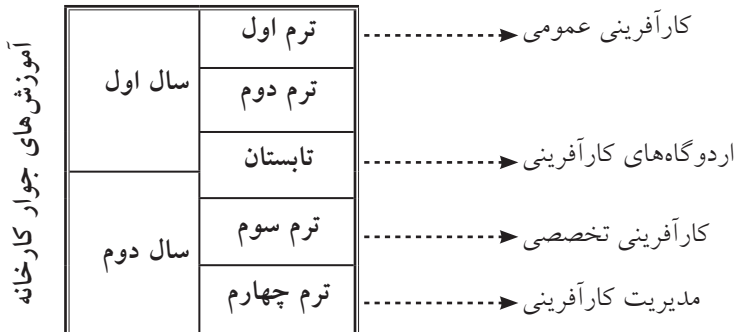 کارآفرینی عمومی
ترم اول
سال اول
ترم دوم
اردوگاه‌های کارآفرینی
تابستان
کارآفرینی تخصصی
ترم سوم
سال دوم
مدیریت کارآفرینی
ترم چهارم
آموزش‌های جوار کارخانه